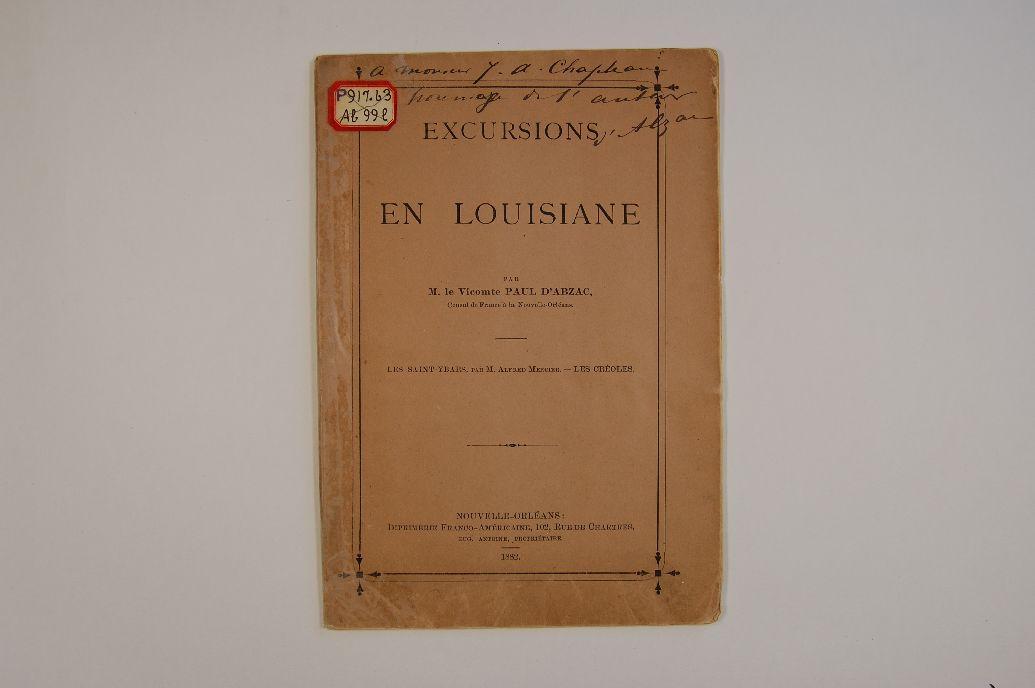 a monsieur J. A. Chapleau
hommage de l'auteur
d'Abzac
P917.63
Ab 99 l
EXCURSIONS
EN LOUISIANE
PAR
M. le Vicomte PAUL D'ABZAC,
Consul de France à la Nouvelle-Orléans.
LES SAINT-YBARS, PAR M. ALFRED MERCIER. — LES CRÉOLES.
NOUVELLE-ORLÉANS:
IMPRIMERIE FRANCO-AMÉRICAINE, 102, RUE DE CHARTRES,
EUG. ANTOINE, PROPRIÉTAIRE
1882.